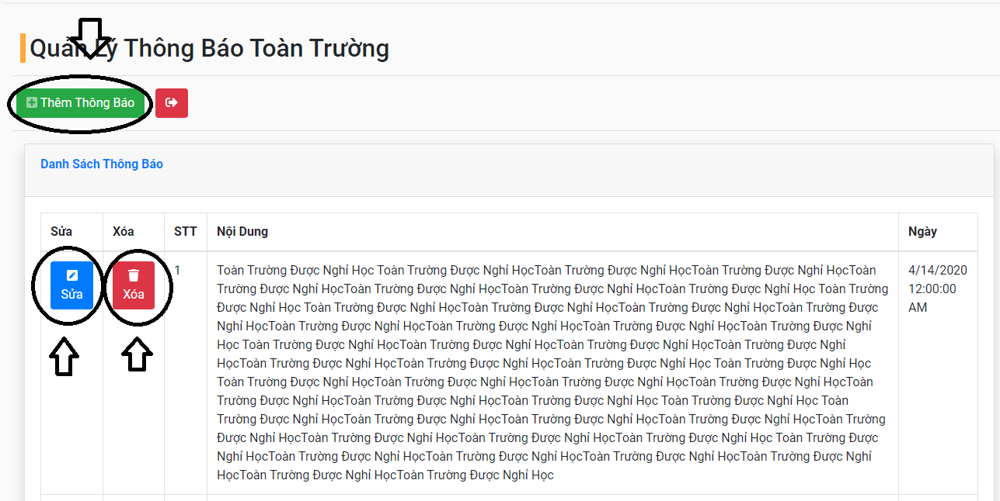 Quản Lý Thông Báo Toàn Trường
Thêm Thông Báo
Danh Sách Thông Báo
Sửa Xóa STT Nội Dung Ngày
Sửa Xóa
1
Toàn Trường Được Nghỉ Học Toàn Trường Được Nghỉ HọcToàn Trường Được Nghỉ HọcToàn Trường Được Nghỉ HọcToàn
Trường Được Nghỉ HọcToàn Trường Được Nghỉ HọcToàn Trường Được Nghỉ HọcToàn Trường Được Nghỉ Học Toàn Trường
Được Nghỉ Học Toàn Trường Được Nghỉ HọcToàn Trường Được Nghỉ HọcToàn Trường Được Nghỉ HọcToàn Trường Được
Nghỉ HọcToàn Trường Được Nghỉ HọcToàn Trường Được Nghỉ HọcToàn Trường Được Nghỉ HọcToàn Trường Được Nghỉ
Học Toàn Trường Được Nghỉ HọcToàn Trường Được Nghỉ HọcToàn Trường Được Nghỉ HọcToàn Trường Được Nghỉ
HọcToàn Trường Được Nghỉ HọcToàn Trường Được Nghỉ HọcToàn Trường Được Nghỉ Học Toàn Trường Được Nghỉ Học
Toàn Trường Được Nghỉ HọcToàn Trường Được Nghỉ HọcToàn Trường Được Nghỉ HọcToàn Trường Được Nghỉ HọcToàn
Trường Được Nghỉ HọcToàn Trường Được Nghỉ HọcToàn Trường Được Nghỉ Học Toàn Trường Được Nghỉ Học Toàn
Trường Được Nghỉ HọcToàn Trường Được Nghỉ HọcToàn Trường Được Nghỉ HọcToàn Trường Được Nghỉ HọcToàn Trường
Được Nghỉ HọcToàn Trường Được Nghỉ HọcToàn Trường Được Nghỉ HọcToàn Trường Được Nghỉ Học Toàn Trường Được
Nghỉ HọcToàn Trường Được Nghỉ HọcToàn Trường Được Nghỉ HọcToàn Trường Được Nghỉ HọcToàn Trường Được Nghỉ
HọcToàn Trường Được Nghỉ HọcToàn Trường Được Nghỉ Học
4/14/2020
12:00:00
AM